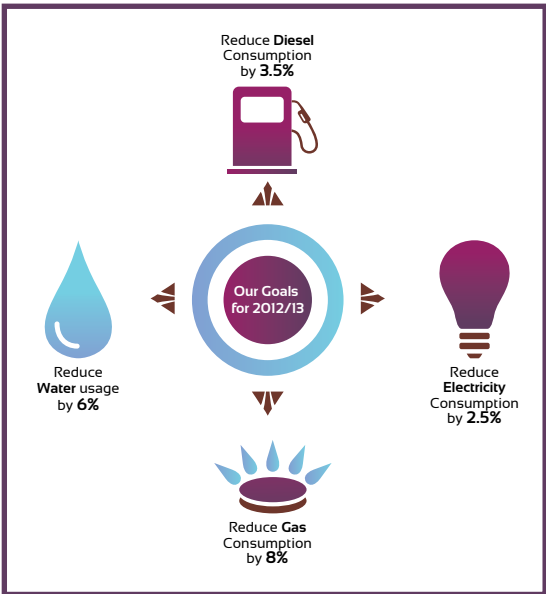 Reduce Diesel
Consumption
by 3.5%
Our Goals
for 2012/13
Reduce
Water usage
by 6%
Reduce
Electricity
Consumption
by 2.5%
Reduce Gas
Consumption
by 8%